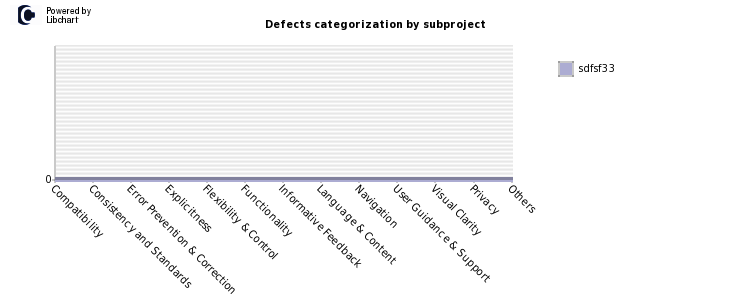 Powered by
Libchart
Defects categorization by subproject
sdfsf33
0
Compatibility
Consistency and Standards
Error Prevention & Correction
Explicitness
Flexibility & Control
Functionality
Informative Feedback
Language & Content
Navigation
User Guidance & Support
Visual Clarity
Privacy
Others